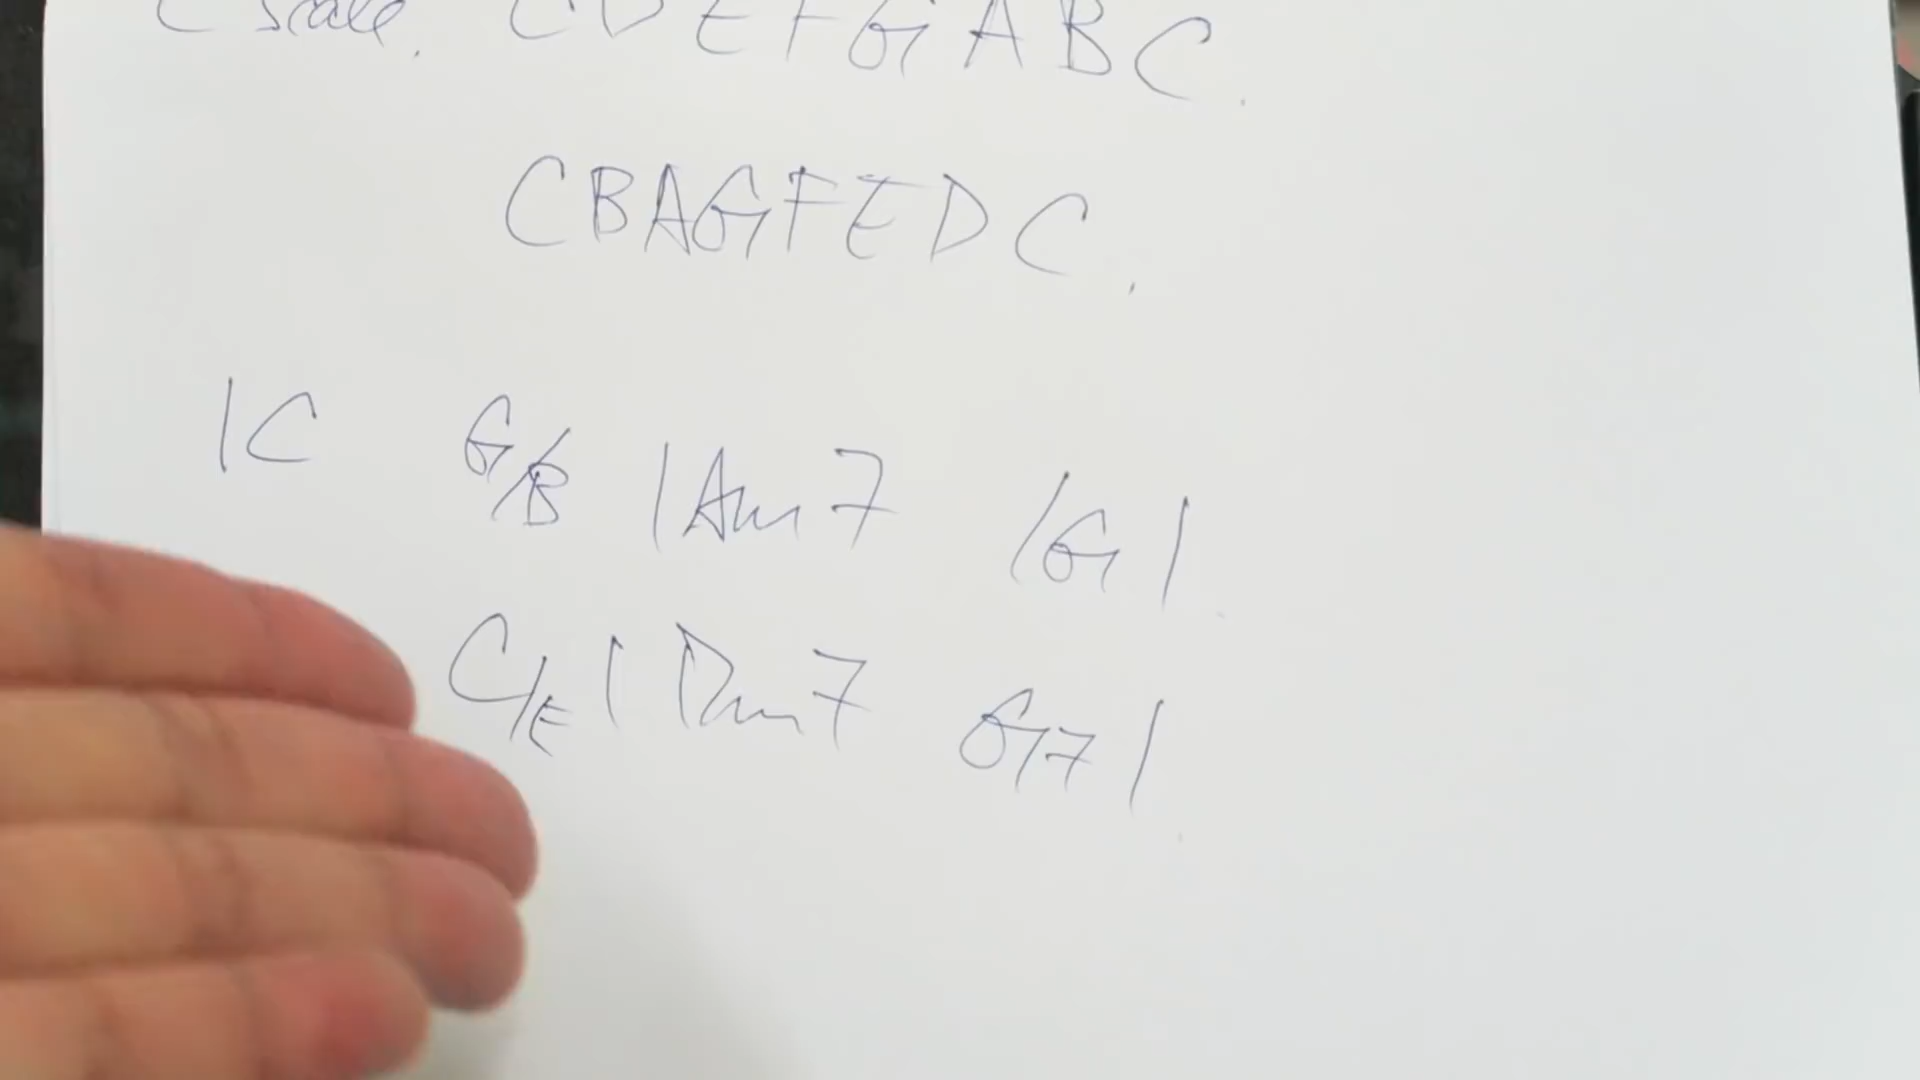 C scale. C D E F G A B C.
C B A G F E D C.
| C G/B | Am7 | G |
C/E | Dm7 G7 |